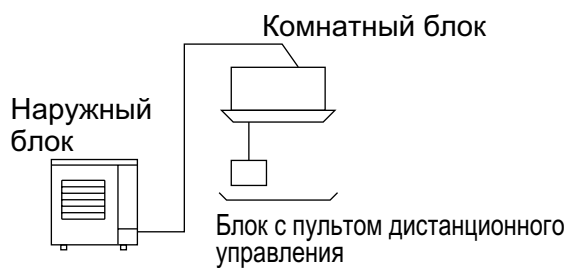 Комнатный блок
Наружный
блок
Блок с пультом дистанционного
управления